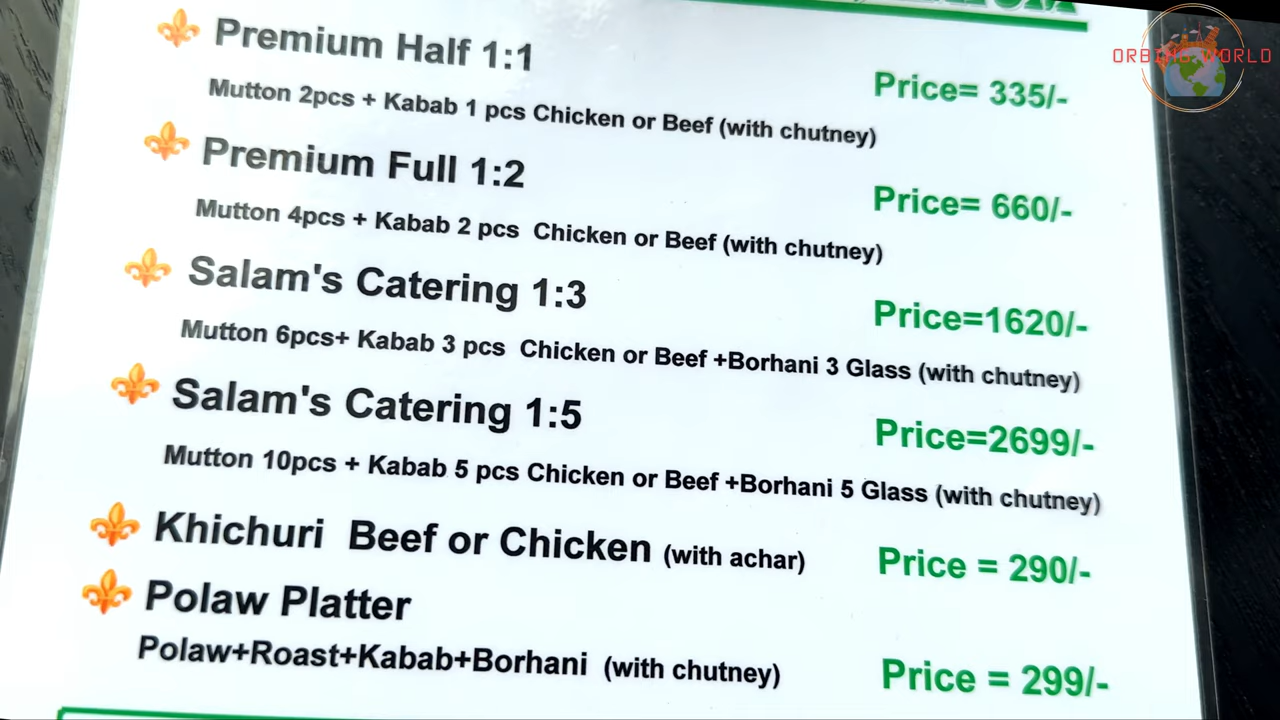 ORBING WORLD
Premium Half 1:1
Price= 335/-
Mutton 2pcs + Kabab 1 pcs Chicken or Beef (with chutney)
Premium Full 1:2
Price= 660/-
Mutton 4pcs + Kabab 2 pcs Chicken or Beef (with chutney)
Salam's Catering 1:3
Price=1620/-
Mutton 6pcs+ Kabab 3 pcs Chicken or Beef +Borhani 3 Glass (with chutney)
Salam's Catering 1:5
Price=2699/-
Mutton 10pcs + Kabab 5 pcs Chicken or Beef +Borhani 5 Glass (with chutney)
Khichuri Beef or Chicken (with achar)
Price = 290/-
Polaw Platter
Polaw+Roast+Kabab+Borhani (with chutney)
Price = 299/-